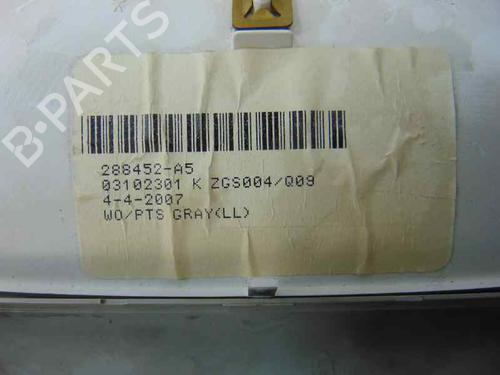 B-PARTS
288452-A5
03102301 K ZGS004/Q09
4-4-2007
WO/PTS GRAY(LL)